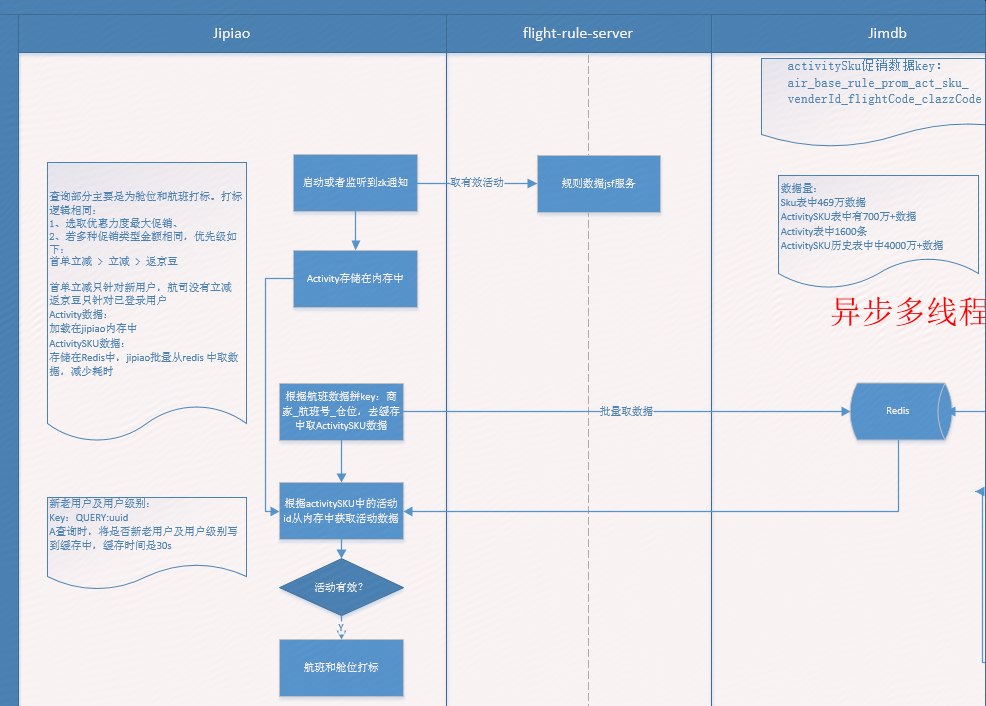 Jipiao
flight-rule-server
Jimdb
activitySku促销数据key：
air_base_rule_prom_act_sku_
venderId_flightCode_clazzCode
查询部分主要是为舱位和航班打标。打标
逻辑相同：
1、选取优惠力度最大促销、
2、若多种促销类型金额相同，优先级如
下：
首单立减 > 立减 > 返京豆
首单立减只针对新用户，航司没有立减
返京豆只针对已登录用户
Activity数据：
加载在jipiao内存中
ActivitySKU数据：
存储在Redis中，jipiao批量从redis 中取数
据，减少耗时
启动或者监听到zk通知
取有效活动
规则数据jsf服务
数据量：
Sku表中469万数据
ActivitySKU表中有700万+数据
Activity表中1600条
ActivitySKU历史表中中4000万+数据
Activity存储在内存中
异步多线程
根据航班数据拼key：商
家_航班号_仓位，去缓存
中取ActivitySKU数据
批量取数据
Redis
新老用户及用户级别：
Key：QUERY:uuid
A查询时，将是否新老用户及用户级别写
到缓存中，缓存时间是30s
根据activitySKU中的活动
id从内存中获取活动数据
活动有效？
Y
航班和舱位打标